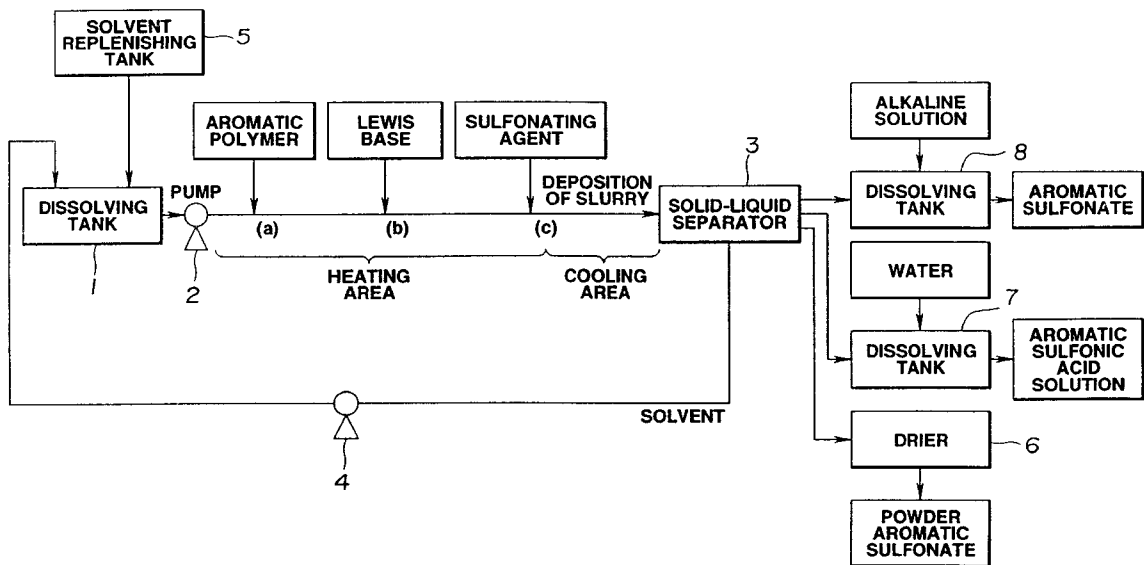 SOLVENT
REPLENISHING
TANK
5
AROMATIC
POLYMER
LEWIS
BASE
SULFONATING
AGENT
ALKALINE
SOLUTION
PUMP
DISSOLVING
TANK
1
2
(a)
(b)
(c)
DEPOSITION
OF SLURRY
HEATING
AREA
COOLING
AREA
3
SOLID-LIQUID
SEPARATOR
8
DISSOLVING
TANK
AROMATIC
SULFONATE
WATER
7
DISSOLVING
TANK
AROMATIC
SULFONIC
ACID
SOLUTION
SOLVENT
4
DRIER
6
POWDER
AROMATIC
SULFONATE